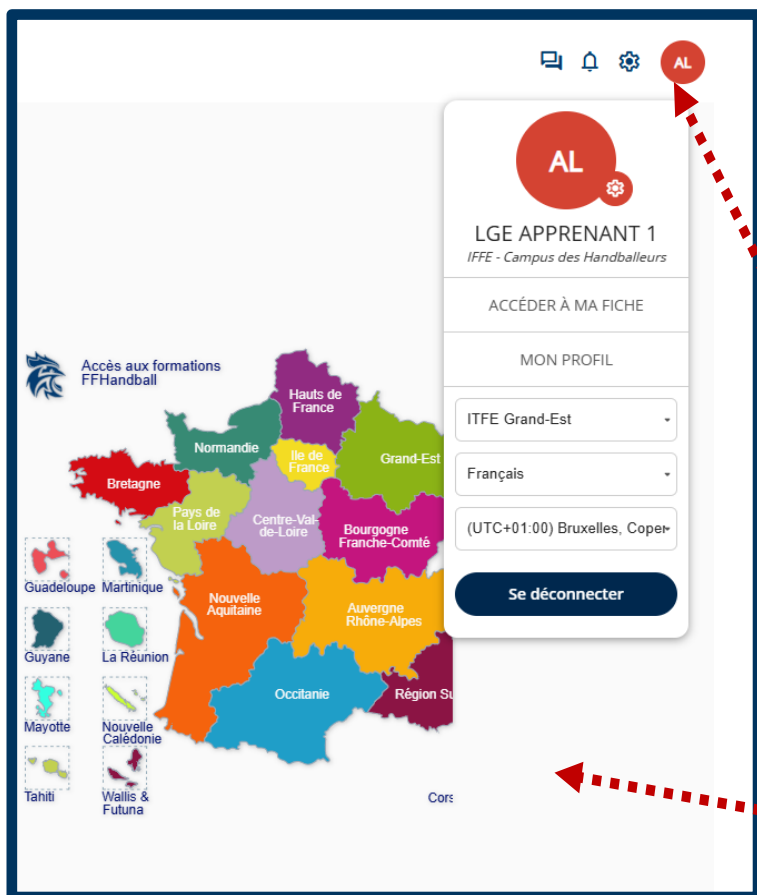 AL
AL
LGE APPRENANT 1
IFFE - Campus des Handballeurs
ACCÉDER À MA FICHE
MON PROFIL
ITFE Grand-Est
Français
(UTC+01:00) Bruxelles, Coper
Se déconnecter
Accès aux formations
FFHandball
Hauts de
France
Normandie
Ile de
France
Grand-Est
Bretagne
Pays de
la Loire
Centre-Val-
de-Loire
Bourgogne
Franche-Comté
Guadeloupe
Martinique
Nouvelle
Aquitaine
Auvergne
Rhône-Alpes
Guyane
La Réunion
Occitanie
Région Su
Mayotte
Nouvelle
Calédonie
Tahiti
Wallis &
Futuna
Cors